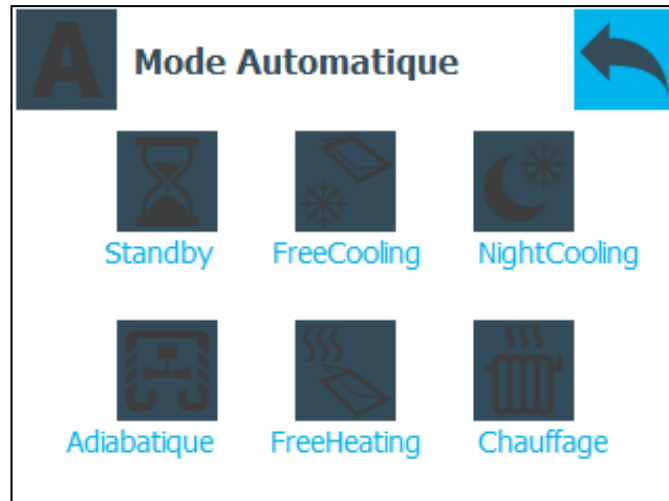 A Mode Automatique
Standby FreeCooling NightCooling
Adiabatique FreeHeating Chauffage